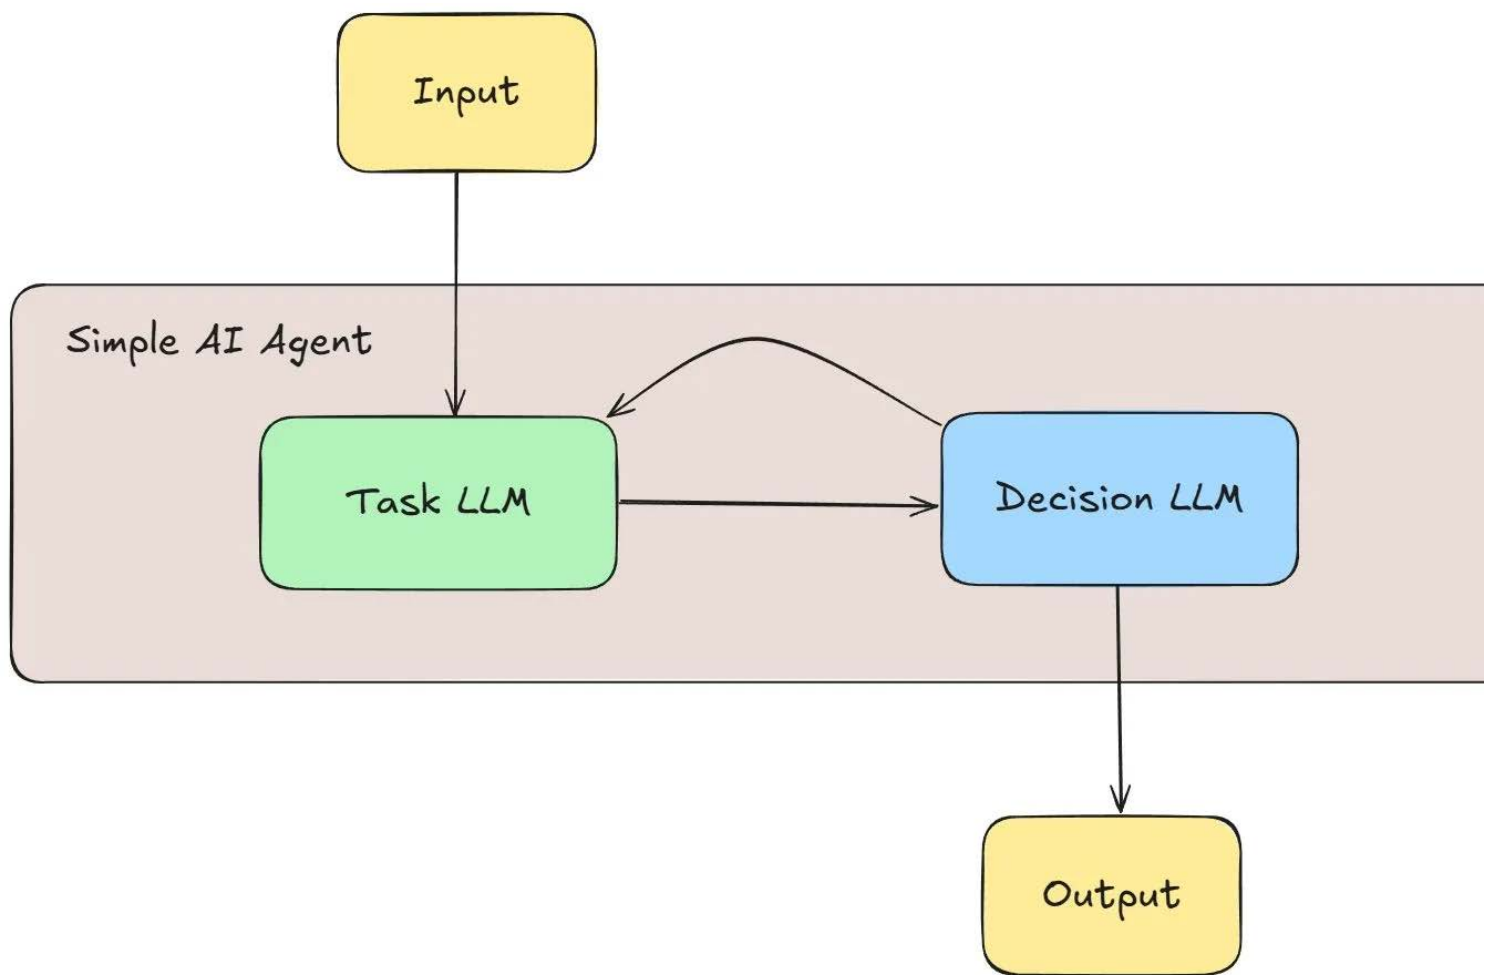 Input
Simple AI Agent
Task LLM
Decision LLM
Output